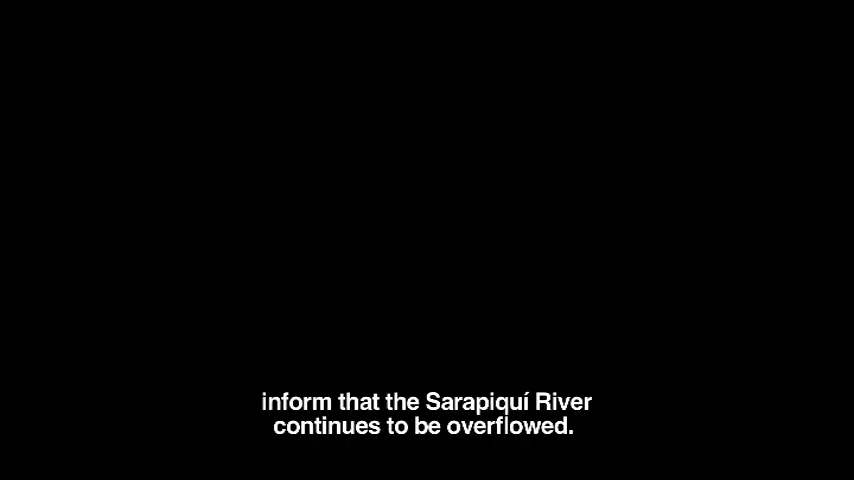 inform that the Sarapiquí River
continues to be overflowed.